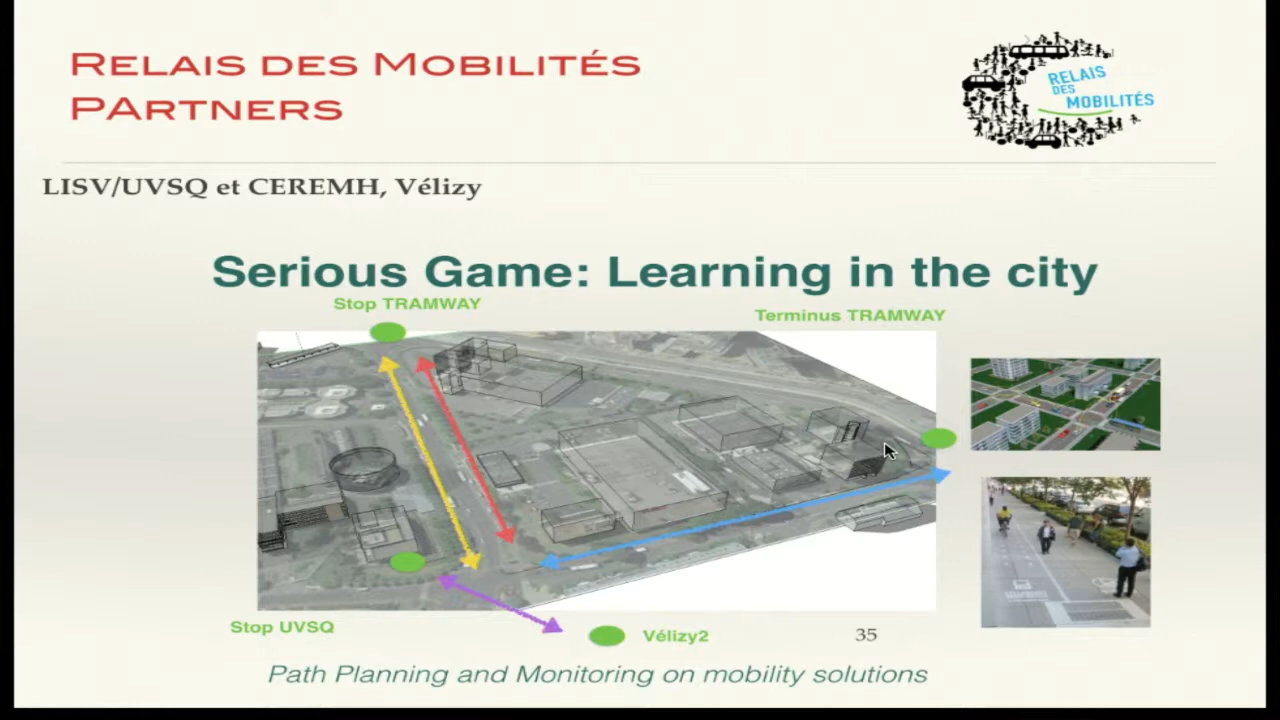 RELAIS DES MOBILITÉS
PARTNERS
RELAIS
DES
MOBILITÉS
LISV/UVSQ et CEREMH, Vélizy
Serious Game: Learning in the city
Stop TRAMWAY
Terminus TRAMWAY
Stop UVSQ
Vélizy2
35
Path Planning and Monitoring on mobility solutions